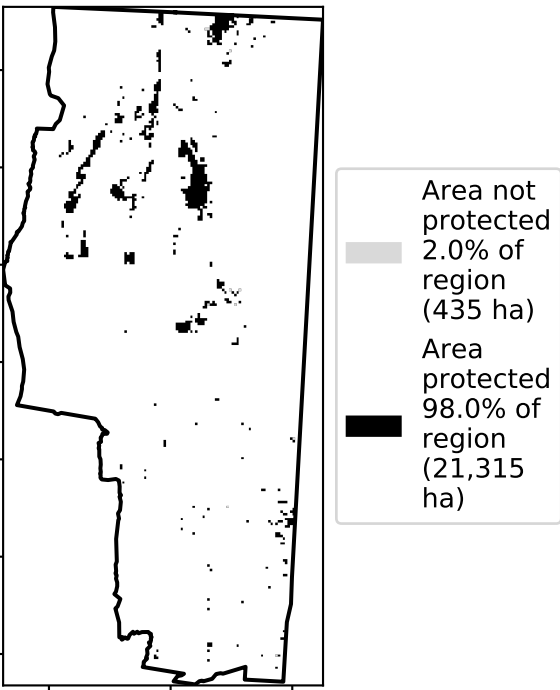 Area not
protected
2.0% of
region
(435 ha)
Area
protected
98.0% of
region
(21,315
ha)